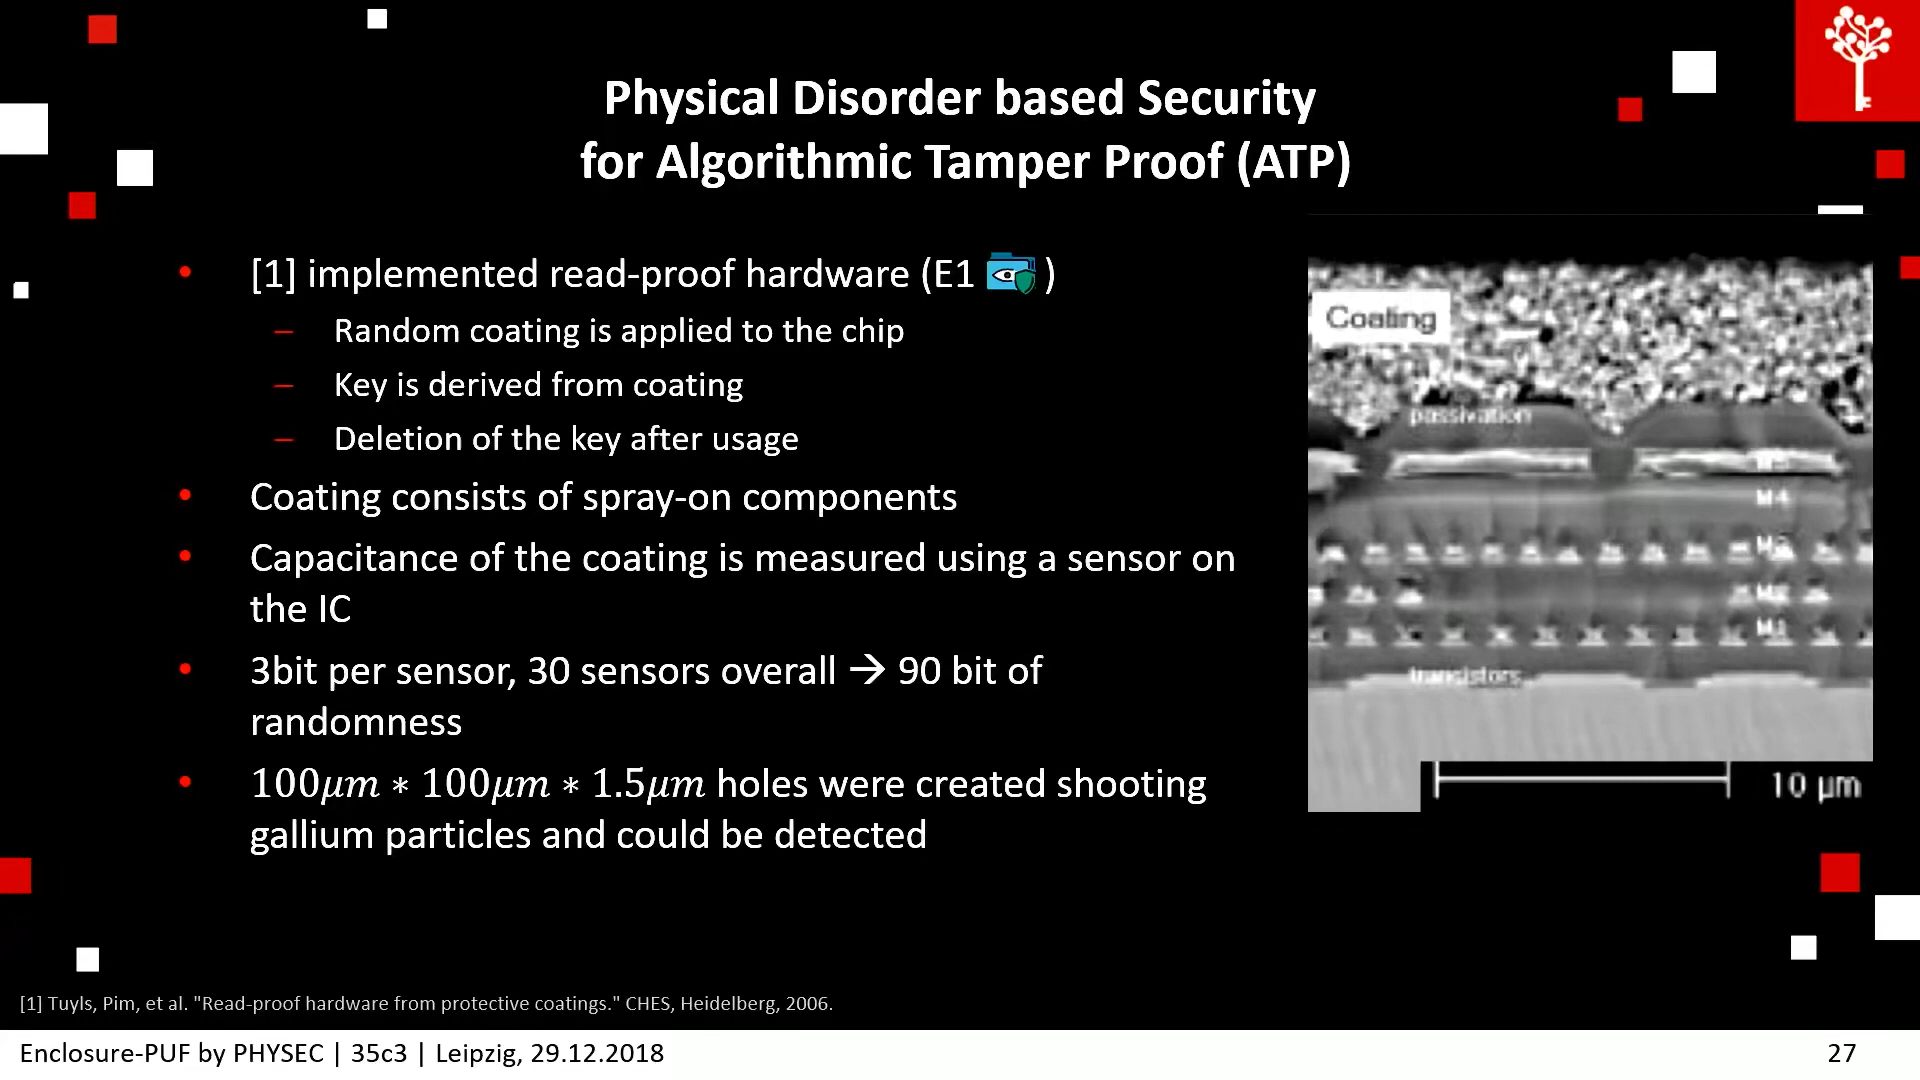 Physical Disorder based Security
for Algorithmic Tamper Proof (ATP)
• [1] implemented read-proof hardware (E1 )
– Random coating is applied to the chip
– Key is derived from coating
– Deletion of the key after usage
• Coating consists of spray-on components
• Capacitance of the coating is measured using a sensor on
the IC
• 3bit per sensor, 30 sensors overall → 90 bit of
randomness
• 100μm ∗ 100μm ∗ 1.5μm holes were created shooting
gallium particles and could be detected
Coating
passivation
M4
M3
M2
M1
transistors
10 μm
[1] Tuyls, Pim, et al. "Read-proof hardware from protective coatings." CHES, Heidelberg, 2006.
Enclosure-PUF by PHYSEC | 35c3 | Leipzig, 29.12.2018
27